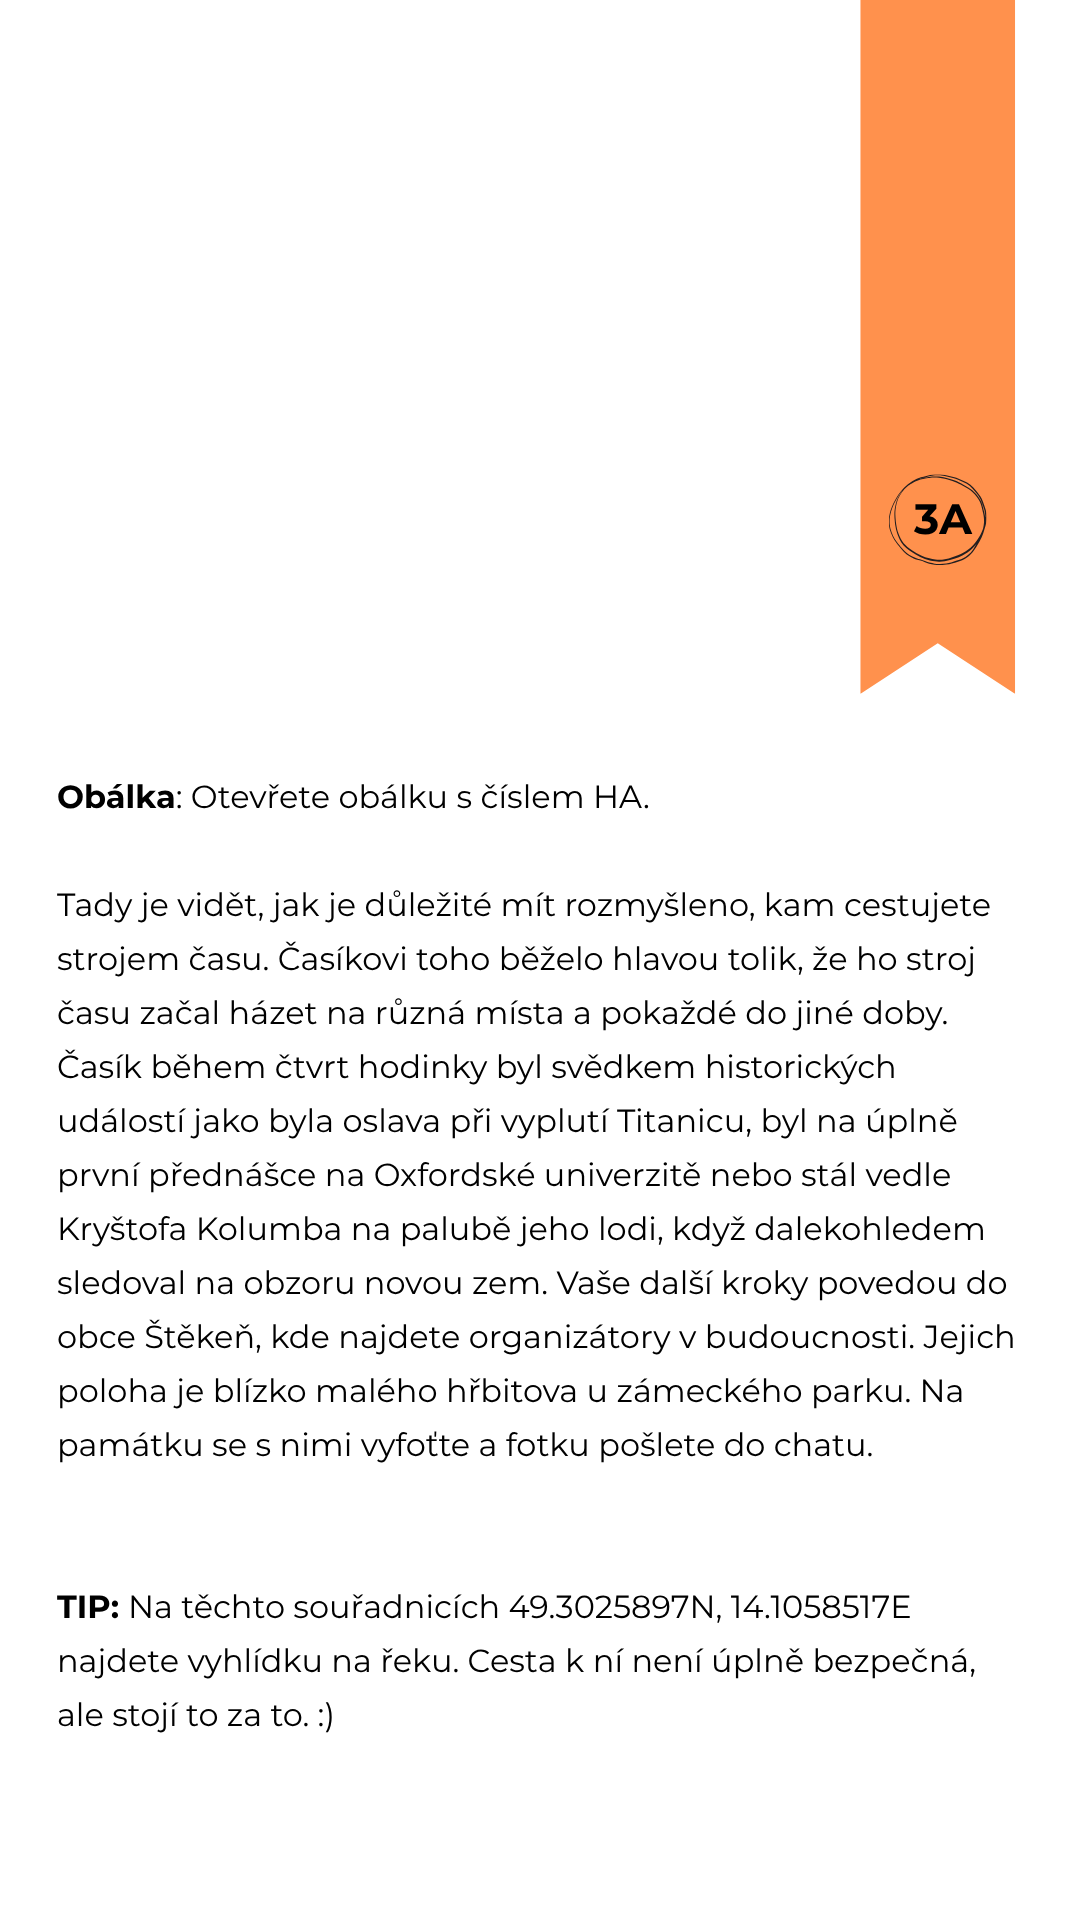 3A
Obálka: Otevřete obálku s číslem HA.
Tady je vidět, jak je důležité mít rozmyšleno, kam cestujete
strojem času. Časíkovi toho běželo hlavou tolik, že ho stroj
času začal házet na různá místa a pokaždé do jiné doby.
Časík během čtvrt hodinky byl svědkem historických
událostí jako byla oslava při vyplutí Titanicu, byl na úplně
první přednášce na Oxfordské univerzitě nebo stál vedle
Kryštofa Kolumba na palubě jeho lodi, když dalekohledem
sledoval na obzoru novou zem. Vaše další kroky povedou do
obce Štěkeň, kde najdete organizátory v budoucnosti. Jejich
poloha je blízko malého hřbitova u zámeckého parku. Na
památku se s nimi vyfoťte a fotku pošlete do chatu.
TIP: Na těchto souřadnicích 49.3025897N, 14.1058517E
najdete vyhlídku na řeku. Cesta k ní není úplně bezpečná,
ale stojí to za to. :)